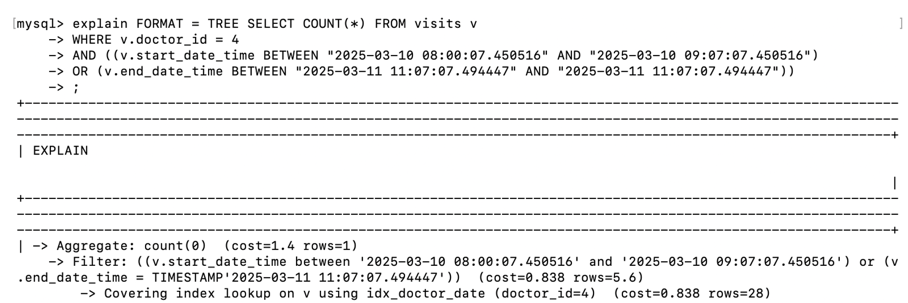 [mysql> explain FORMAT = TREE SELECT COUNT(*) FROM visits v ]
-> WHERE v.doctor_id = 4
-> AND ((v.start_date_time BETWEEN "2025-03-10 08:00:07.450516" AND "2025-03-10 09:07:07.450516")
-> OR (v.end_date_time BETWEEN "2025-03-11 11:07:07.494447" AND "2025-03-11 11:07:07.494447"))
-> ;
| EXPLAIN
|
| -> Aggregate: count(0) (cost=1.4 rows=1)
-> Filter: ((v.start_date_time between '2025-03-10 08:00:07.450516' and '2025-03-10 09:07:07.450516') or (v
.end_date_time = TIMESTAMP'2025-03-11 11:07:07.494447')) (cost=0.838 rows=5.6)
-> Covering index lookup on v using idx_doctor_date (doctor_id=4) (cost=0.838 rows=28)